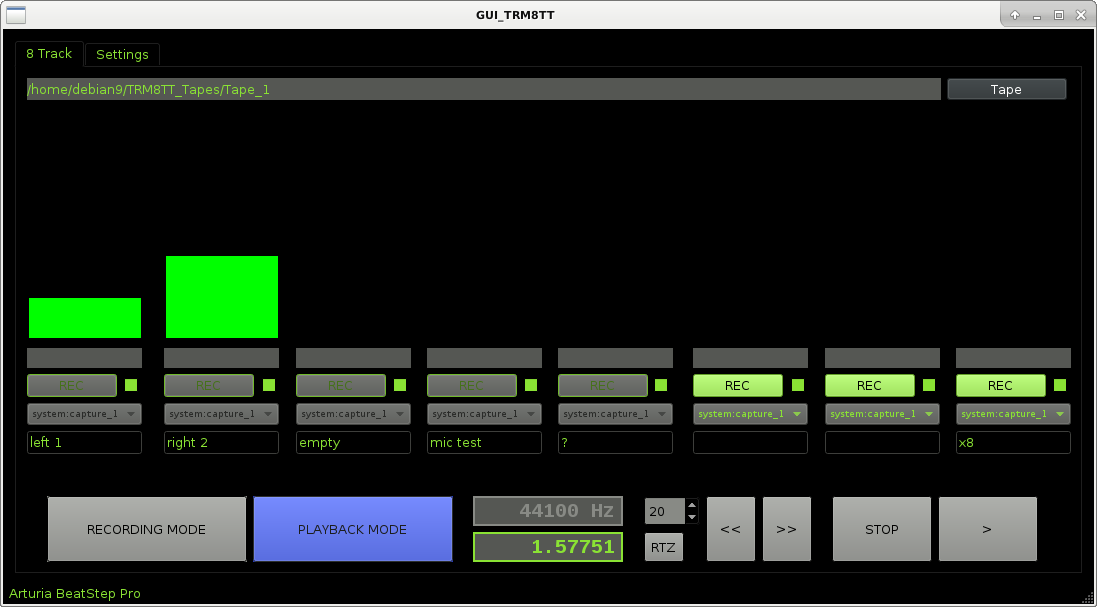 GUI_TRM8TT
8 Track Settings
/home/debian9/TRM8TT_Tapes/Tape_1 Tape
REC REC REC REC REC REC REC REC
system:capture_1 system:capture_1 system:capture_1 system:capture_1 system:capture_1 system:capture_1 system:capture_1 system:capture_1
left 1 right 2 empty mic test ? x8
44100 Hz 20
RECORDING MODE PLAYBACK MODE << >> STOP >
1.57751 RTZ
Arturia BeatStep Pro